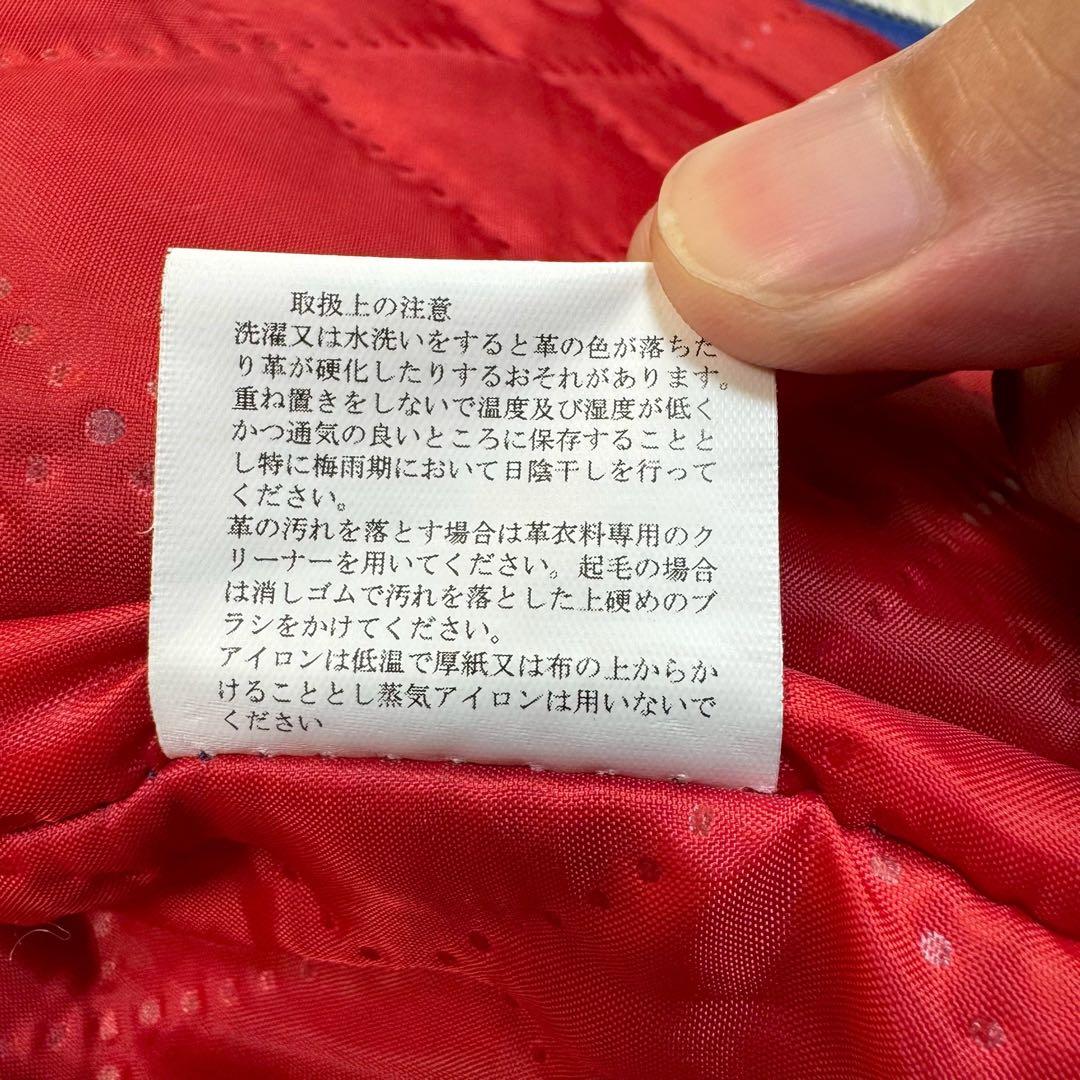 取扱上の注意
洗濯又は水洗いをすると革の色が落ちた
り革が硬化したりするおそれがあります。
重ね置きをしないで温度及び湿度が低く
かつ通気の良いところに保存することと
し特に梅雨期において日陰干しを行って
ください。
革の汚れを落とす場合は革衣料専用のク
リーナーを用いてください。起毛の場合
は消しゴムで汚れを落とした上硬めのブ
ラシをかけてください。
アイロンは低温で厚紙又は布の上からか
けることとし蒸気アイロンは用いないで
ください